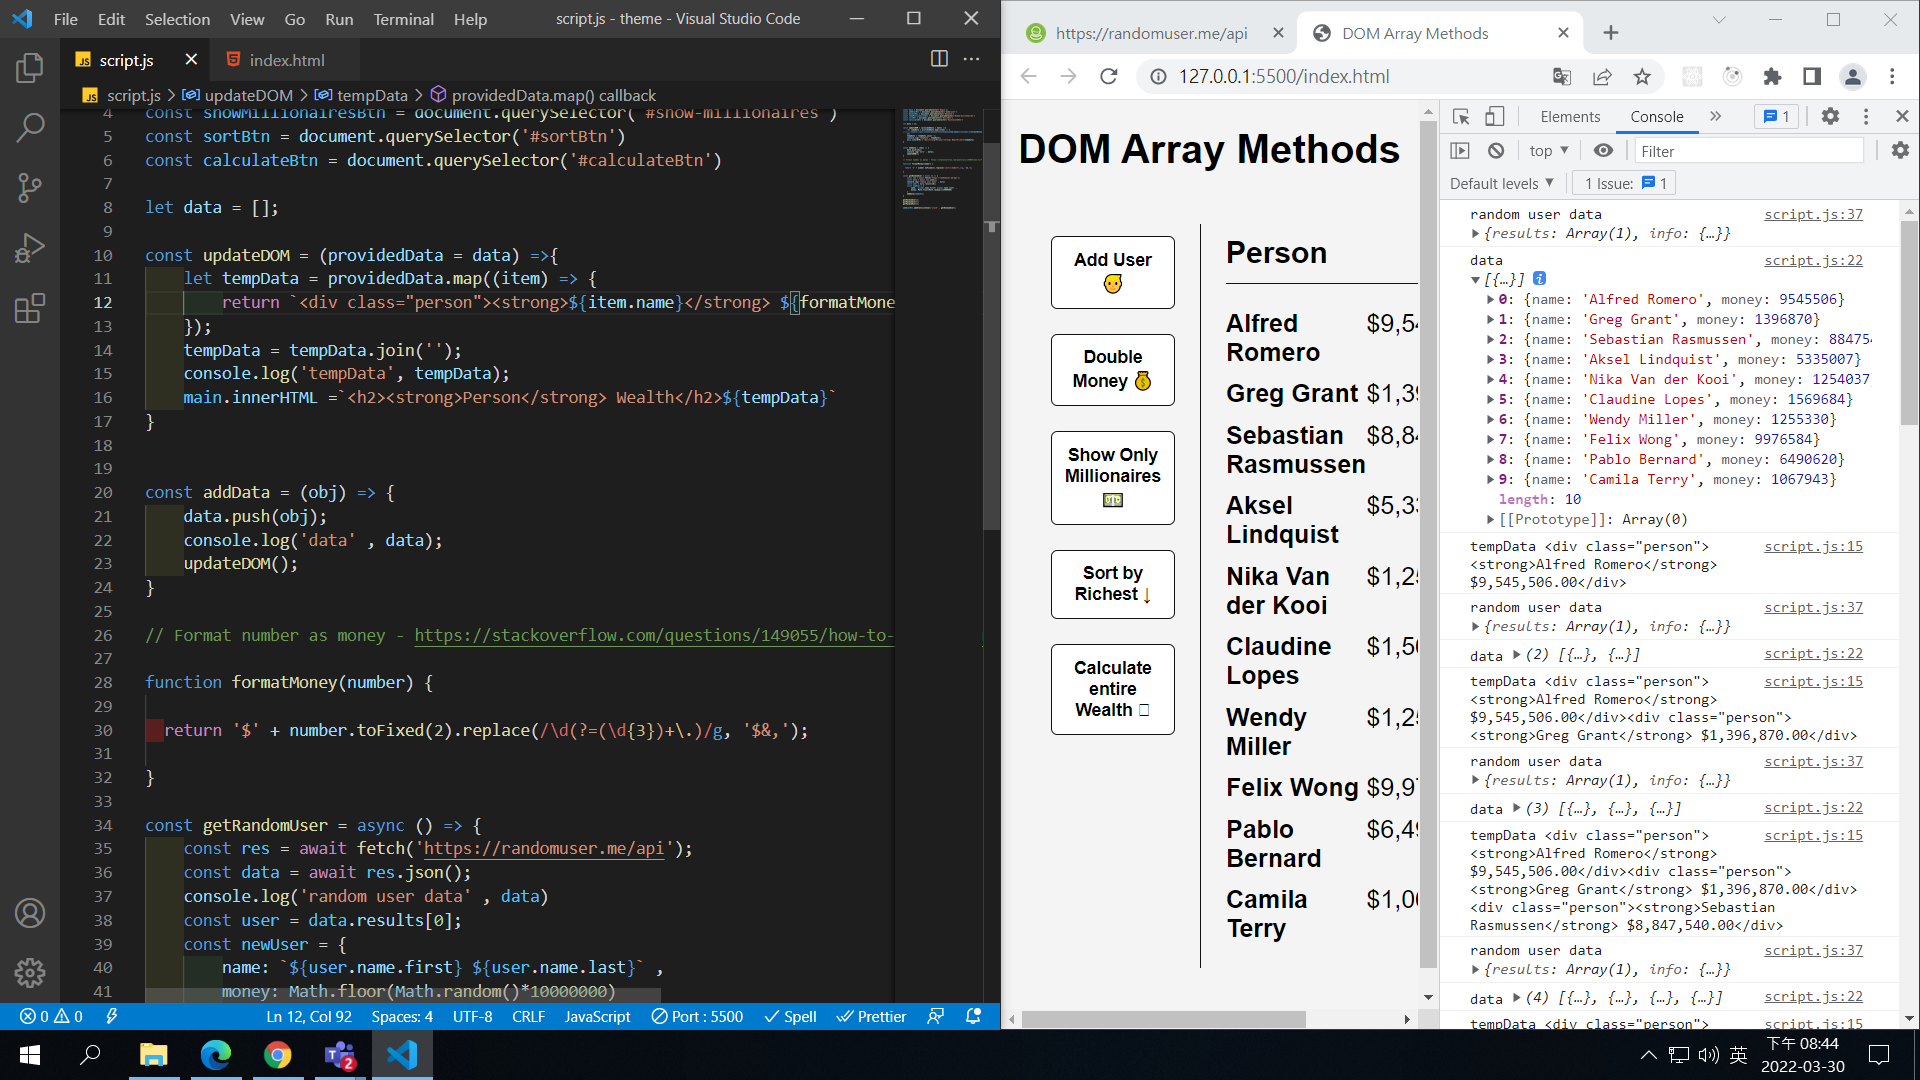 File Edit Selection View Go Run Terminal Help script.js - theme - Visual Studio Code
JS script.js index.html
JS script.js > updateDOM > tempData > providedData.map() callback
4 const showMillionairesBtn = document.querySelector('#show-millionaires')
5 const sortBtn = document.querySelector('#sortBtn')
6 const calculateBtn = document.querySelector('#calculateBtn')
7
8 let data = [];
9
10 const updateDOM = (providedData = data) =>{
11 let tempData = providedData.map((item) => {
12 return `<div class="person"><strong>${item.name}</strong> ${formatMone
13 });
14 tempData = tempData.join('');
15 console.log('tempData', tempData);
16 main.innerHTML =`<h2><strong>Person</strong> Wealth</h2>${tempData}`
17 }
18
19
20 const addData = (obj) => {
21 data.push(obj);
22 console.log('data' , data);
23 updateDOM();
24 }
25
26 // Format number as money - https://stackoverflow.com/questions/149055/how-to-
27
28 function formatMoney(number) {
29
30 return '$' + number.toFixed(2).replace(/\d(?=(\d{3})+\.)/g, '$&,');
31
32 }
33
34 const getRandomUser = async () => {
35 const res = await fetch('https://randomuser.me/api');
36 const data = await res.json();
37 console.log('random user data' , data)
38 const user = data.results[0];
39 const newUser = {
40 name: `${user.name.first} ${user.name.last}` ,
41 money: Math.floor(Math.random()*10000000)
0 0 Ln 12, Col 92 Spaces: 4 UTF-8 CRLF JavaScript Port : 5500 Spell Prettier
https://randomuser.me/api DOM Array Methods
127.0.0.1:5500/index.html
DOM Array Methods
Add User
Double
Money
Show Only
Millionaires
Sort by
Richest ↓
Calculate
entire
Wealth
Person
Alfred $9,54
Romero
Greg Grant $1,39
Sebastian $8,84
Rasmussen
Aksel $5,33
Lindquist
Nika Van $1,25
der Kooi
Claudine $1,56
Lopes
Wendy $1,25
Miller
Felix Wong $9,97
Pablo $6,49
Bernard
Camila $1,06
Terry
Elements Console » 1
top Filter
Default levels 1 Issue: 1
random user data script.js:37
{results: Array(1), info: {…}}
data script.js:22
[{…}] i
0: {name: 'Alfred Romero', money: 9545506}
1: {name: 'Greg Grant', money: 1396870}
2: {name: 'Sebastian Rasmussen', money: 88475
3: {name: 'Aksel Lindquist', money: 5335007}
4: {name: 'Nika Van der Kooi', money: 1254037
5: {name: 'Claudine Lopes', money: 1569684}
6: {name: 'Wendy Miller', money: 1255330}
7: {name: 'Felix Wong', money: 9976584}
8: {name: 'Pablo Bernard', money: 6490620}
9: {name: 'Camila Terry', money: 1067943}
length: 10
[[Prototype]]: Array(0)
tempData <div class="person"> script.js:15
<strong>Alfred Romero</strong>
$9,545,506.00</div>
random user data script.js:37
{results: Array(1), info: {…}}
data (2) [{…}, {…}] script.js:22
tempData <div class="person"> script.js:15
<strong>Alfred Romero</strong>
$9,545,506.00</div><div class="person">
<strong>Greg Grant</strong> $1,396,870.00</div>
random user data script.js:37
{results: Array(1), info: {…}}
data (3) [{…}, {…}, {…}] script.js:22
tempData <div class="person"> script.js:15
<strong>Alfred Romero</strong>
$9,545,506.00</div><div class="person">
<strong>Greg Grant</strong> $1,396,870.00</div>
<div class="person"><strong>Sebastian
Rasmussen</strong> $8,847,540.00</div>
random user data script.js:37
{results: Array(1), info: {…}}
data (4) [{…}, {…}, {…}, {…}] script.js:22
tempData <div class="person"> script.js:15
2 英 下午 08:44
2022-03-30